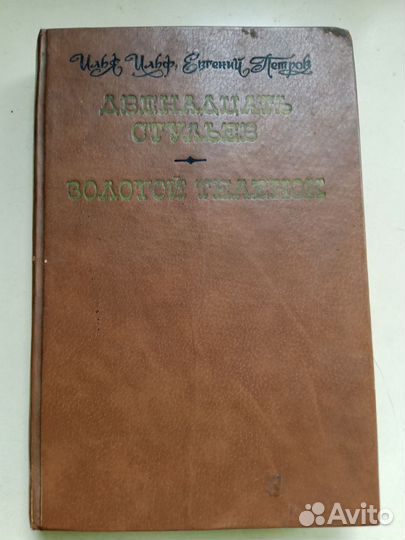 Илья Ильф, Евгений Петров
ДВЕНАДЦАТЬ
СТУЛЬЕВ
ЗОЛОТОЙ ТЕЛЕНОК
Avito